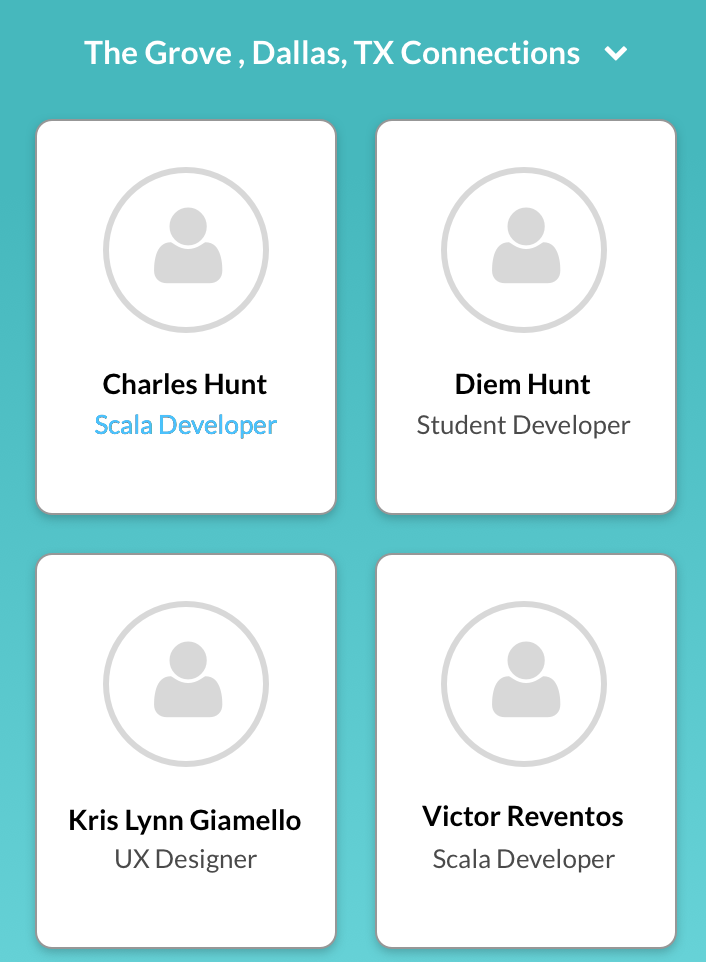 The Grove , Dallas, TX Connections
Charles Hunt
Scala Developer
Diem Hunt
Student Developer
Kris Lynn Giamello
UX Designer
Victor Reventos
Scala Developer